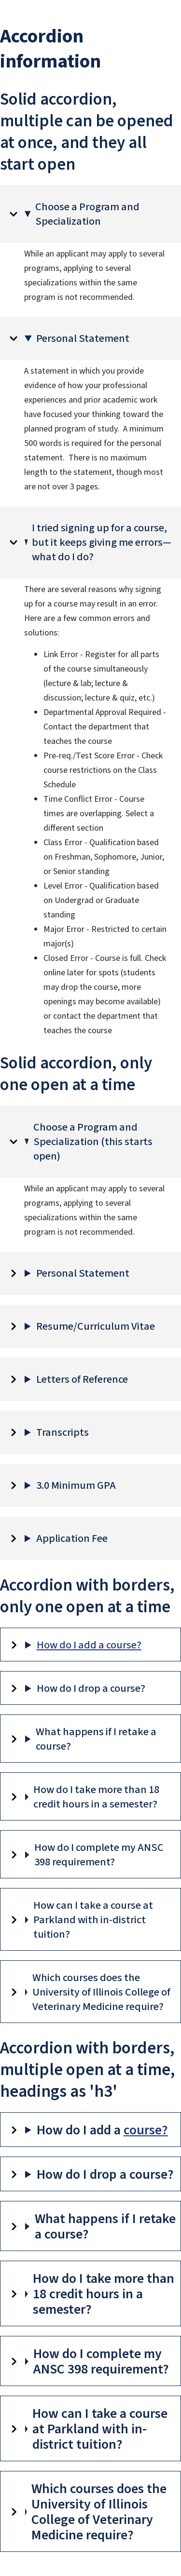 Accordion
information
Solid accordion,
multiple can be opened
at once, and they all
start open
Choose a Program and
Specialization
While an applicant may apply to several
programs, applying to several
specializations within the same
program is not recommended.
Personal Statement
A statement in which you provide
evidence of how your professional
experiences and prior academic work
have focused your thinking toward the
planned program of study.  A minimum
500 words is required for the personal
statement.  There is no maximum
length to the statement, though most
are not over 3 pages.
I tried signing up for a course,
but it keeps giving me errors—
what do I do?
There are several reasons why signing
up for a course may result in an error.
Here are a few common errors and
solutions:
• Link Error - Register for all parts
of the course simultaneously
(lecture & lab; lecture &
discussion; lecture & quiz, etc.)
• Departmental Approval Required -
Contact the department that
teaches the course
• Pre-req./Test Score Error - Check
course restrictions on the Class
Schedule
• Time Conflict Error - Course
times are overlapping. Select a
different section
• Class Error - Qualification based
on Freshman, Sophomore, Junior,
or Senior standing
• Level Error - Qualification based
on Undergrad or Graduate
standing
• Major Error - Restricted to certain
major(s)
• Closed Error - Course is full. Check
online later for spots (students
may drop the course, more
openings may become available)
or contact the department that
teaches the course
Solid accordion, only
one open at a time
Choose a Program and
Specialization (this starts
open)
While an applicant may apply to several
programs, applying to several
specializations within the same
program is not recommended.
Personal Statement
Resume/Curriculum Vitae
Letters of Reference
Transcripts
3.0 Minimum GPA
Application Fee
Accordion with borders,
only one open at a time
How do I add a course?
How do I drop a course?
What happens if I retake a
course?
How do I take more than 18
credit hours in a semester?
How do I complete my ANSC
398 requirement?
How can I take a course at
Parkland with in-district
tuition?
Which courses does the
University of Illinois College of
Veterinary Medicine require?
Accordion with borders,
multiple open at a time,
headings as 'h3'
How do I add a course?
How do I drop a course?
What happens if I retake
a course?
How do I take more than
18 credit hours in a
semester?
How do I complete my
ANSC 398 requirement?
How can I take a course
at Parkland with in-
district tuition?
Which courses does the
University of Illinois
College of Veterinary
Medicine require?